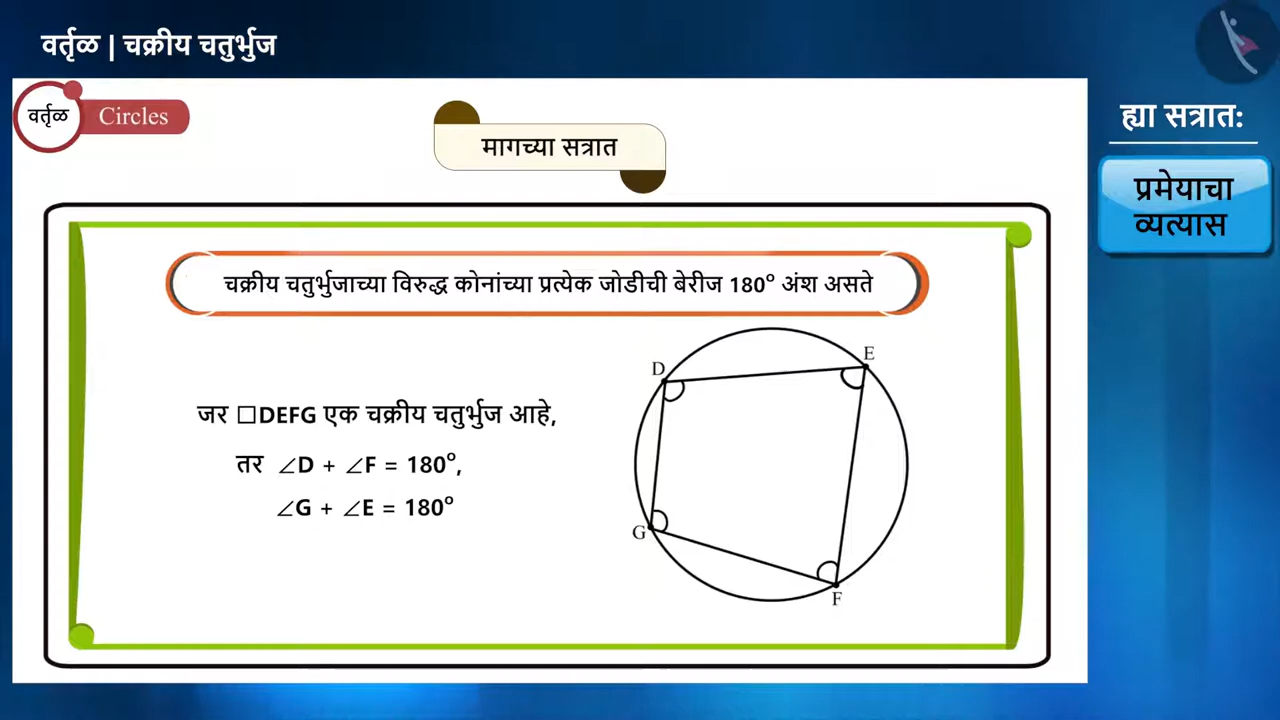 वर्तृळ | चक्रीय चतुर्भुज
वर्तृळ
Circles
मागच्या सत्रात
ह्या सत्रात:
प्रमेयाचा
व्यत्यास
चक्रीय चतुर्भुजाच्या विरुद्ध कोनांच्या प्रत्येक जोडीची बेरीज 180° अंश असते
जर □DEFG एक चक्रीय चतुर्भुज आहे,
तर ∠D + ∠F = 180°,
∠G + ∠E = 180°
D
E
G
F